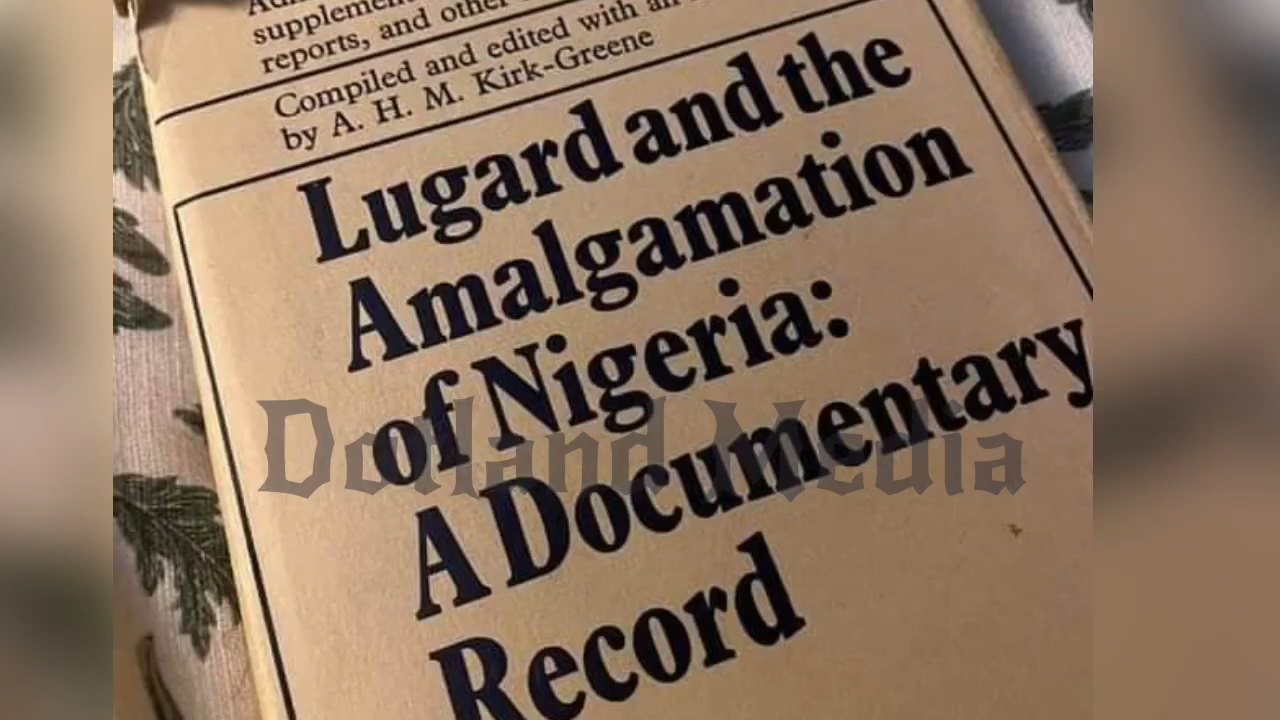 supplement
reports, and other
Compiled and edited with an
by A. H. M. Kirk-Greene
Lugard and the
Amalgamation
of Nigeria:
A Documentary
Record
Dotland Media